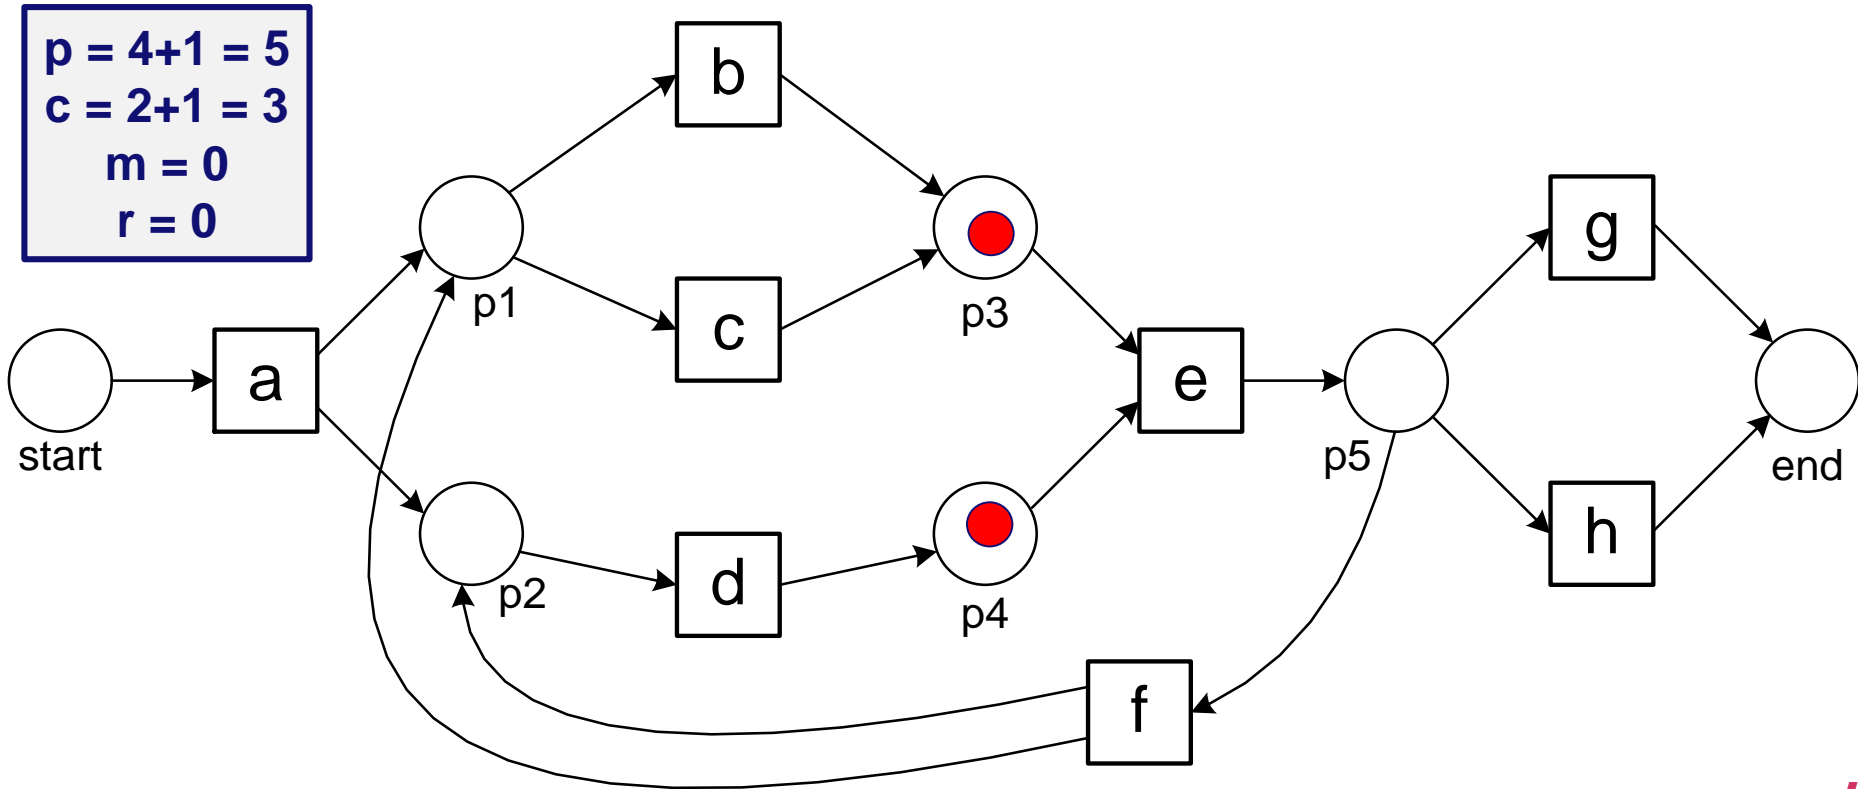 p = 4+1 = 5
c = 2+1 = 3
m = 0
r = 0
b
g
p1
c
p3
a
e
start
p5
end
h
d
p2
p4
f